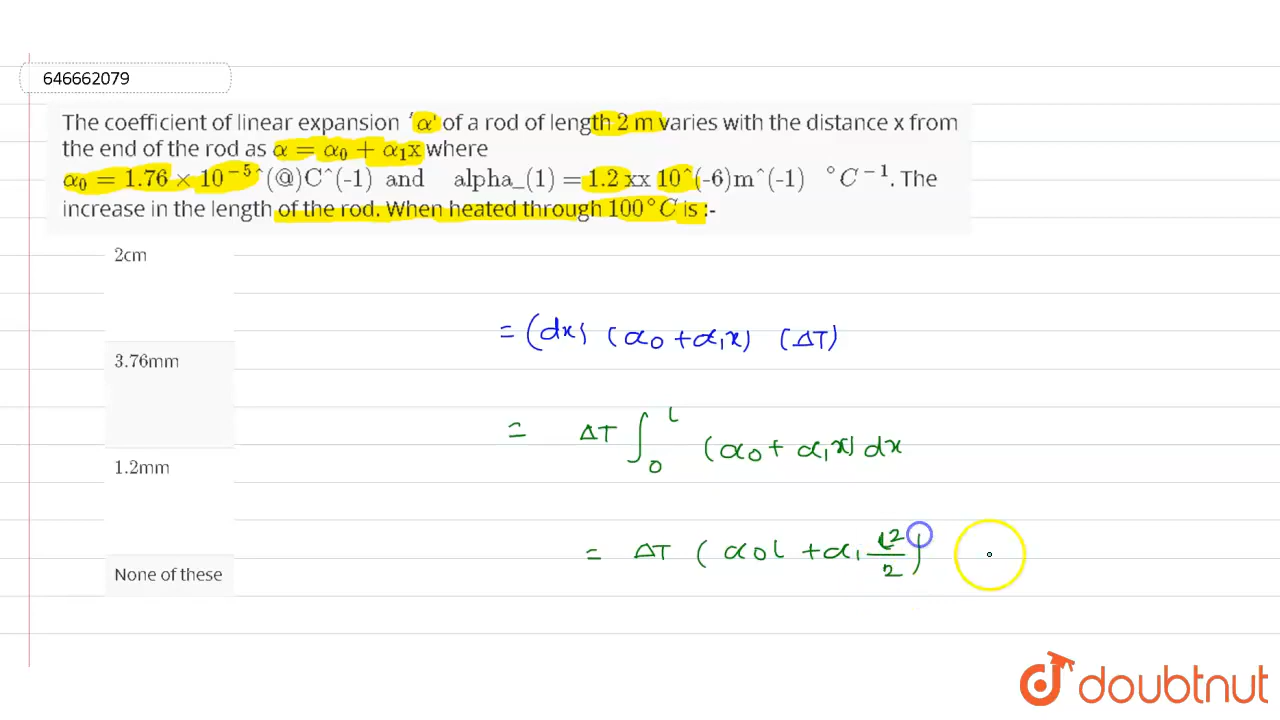 646662079
The coefficient of linear expansion 'α' of a rod of length 2 m varies with the distance x from
the end of the rod as α = α₀ + α₁x where
α₀ = 1.76 × 10⁻⁵^(@)C^(-1) and alpha_(1) = 1.2 xx 10^(-6)m^(-1) °C⁻¹. The
increase in the length of the rod. When heated through 100°C is :-
2cm
= (dx) (α₀ + α₁x) (ΔT)
3.76mm
= ΔT ∫₀ˡ (α₀ + α₁x) dx
1.2mm
= ΔT ( α₀l + α₁ l²/2 )
None of these
doubtnut